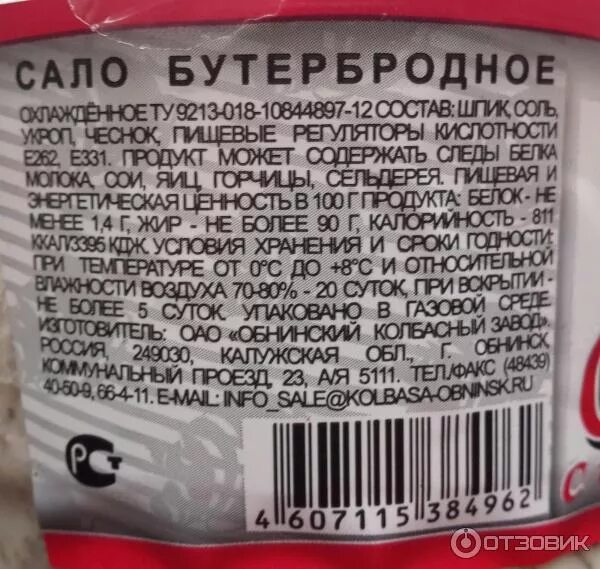 САЛО БУТЕРБРОДНОЕ
ОХЛАЖДЁННОЕ ТУ 9213-018-10844897-12 СОСТАВ: ШПИК, СОЛЬ,
УКРОП, ЧЕСНОК, ПИЩЕВЫЕ РЕГУЛЯТОРЫ КИСЛОТНОСТИ
Е262, Е331. ПРОДУКТ МОЖЕТ СОДЕРЖАТЬ СЛЕДЫ БЕЛКА
МОЛОКА, СОИ, ЯИЦ, ГОРЧИЦЫ, СЕЛЬДЕРЕЯ. ПИЩЕВАЯ И
ЭНЕРГЕТИЧЕСКАЯ ЦЕННОСТЬ В 100 Г ПРОДУКТА: БЕЛОК - НЕ
МЕНЕЕ 1,4 Г, ЖИР - НЕ БОЛЕЕ 90 Г, КАЛОРИЙНОСТЬ - 811
ККАЛ/3395 КДЖ. УСЛОВИЯ ХРАНЕНИЯ И СРОКИ ГОДНОСТИ:
ПРИ ТЕМПЕРАТУРЕ ОТ 0°С ДО +8°С И ОТНОСИТЕЛЬНОЙ
ВЛАЖНОСТИ ВОЗДУХА 70-80% - 20 СУТОК, ПРИ ВСКРЫТИИ -
НЕ БОЛЕЕ 5 СУТОК. УПАКОВАНО В ГАЗОВОЙ СРЕДЕ.
ИЗГОТОВИТЕЛЬ: ОАО «ОБНИНСКИЙ КОЛБАСНЫЙ ЗАВОД».
РОССИЯ, 249030, КАЛУЖСКАЯ ОБЛ., Г. ОБНИНСК,
КОММУНАЛЬНЫЙ ПРОЕЗД, 23, А/Я 5111. ТЕЛ./ФАКС (48439)
40-50-9, 66-4-11. E-MAIL: INFO_SALE@KOLBASA-OBNINSK.RU
РСТ
4 607115 384962
ОТЗОВИК